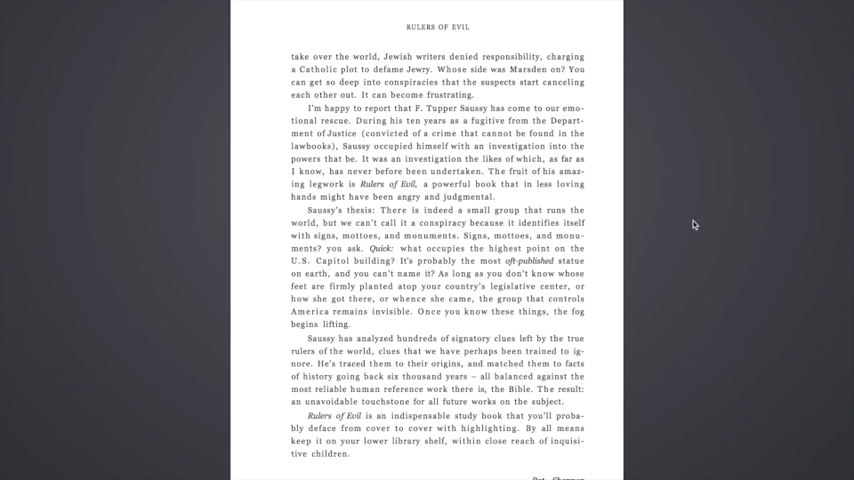 RULERS OF EVIL
take over the world, Jewish writers denied responsibility, charging
a Catholic plot to defame Jewry. Whose side was Marsden on? You
can get so deep into conspiracies that the suspects start canceling
each other out. It can become frustrating.
I'm happy to report that F. Tupper Saussy has come to our emo-
tional rescue. During his ten years as a fugitive from the Depart-
ment of Justice (convicted of a crime that cannot be found in the
lawbooks), Saussy occupied himself with an investigation into the
powers that be. It was an investigation the likes of which, as far as
I know, has never before been undertaken. The fruit of his amaz-
ing legwork is Rulers of Evil, a powerful book that in less loving
hands might have been angry and judgmental.
Saussy's thesis: There is indeed a small group that runs the
world, but we can't call it a conspiracy because it identifies itself
with signs, mottoes, and monuments. Signs, mottoes, and monu-
ments? you ask. Quick: what occupies the highest point on the
U.S. Capitol building? It's probably the most oft-published statue
on earth, and you can't name it? As long as you don't know whose
feet are firmly planted atop your country's legislative center, or
how she got there, or whence she came, the group that controls
America remains invisible. Once you know these things, the fog
begins lifting.
Saussy has analyzed hundreds of signatory clues left by the true
rulers of the world, clues that we have perhaps been trained to ig-
nore. He's traced them to their origins, and matched them to facts
of history going back six thousand years – all balanced against the
most reliable human reference work there is, the Bible. The result:
an unavoidable touchstone for all future works on the subject.
Rulers of Evil is an indispensable study book that you'll proba-
bly deface from cover to cover with highlighting. By all means
keep it on your lower library shelf, within close reach of inquisi-
tive children.